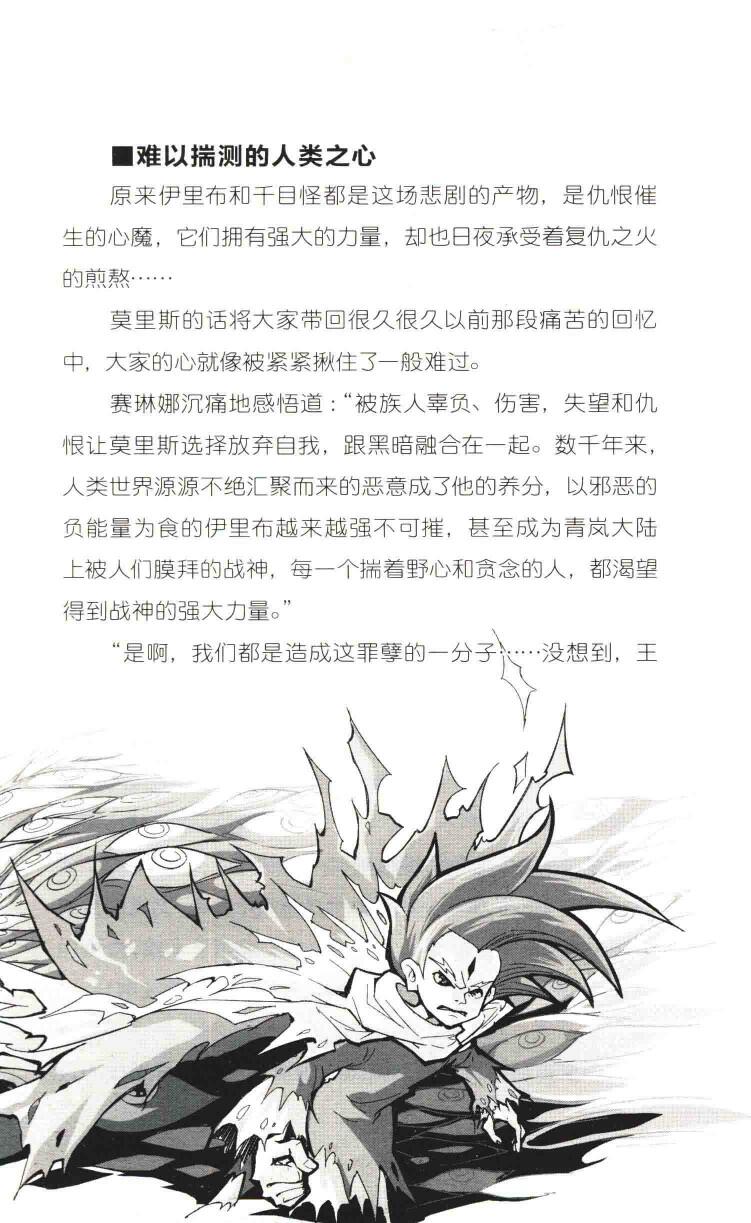 ■难以揣测的人类之心
原来伊里布和千目怪都是这场悲剧的产物，是仇恨催
生的心魔，它们拥有强大的力量，却也日夜承受着复仇之火
的煎熬……
莫里斯的话将大家带回很久很久以前那段痛苦的回忆
中，大家的心就像被紧紧揪住了一般难过。
赛琳娜沉痛地感悟道：“被族人辜负、伤害，失望和仇
恨让莫里斯选择放弃自我，跟黑暗融合在一起。数千年来，
人类世界源源不绝汇聚而来的恶意成了他的养分，以邪恶的
负能量为食的伊里布越来越强不可摧，甚至成为青岚大陆
上被人们膜拜的战神，每一个揣着野心和贪念的人，都渴望
得到战神的强大力量。”
“是啊，我们都是造成这罪孽的一分子……没想到，王